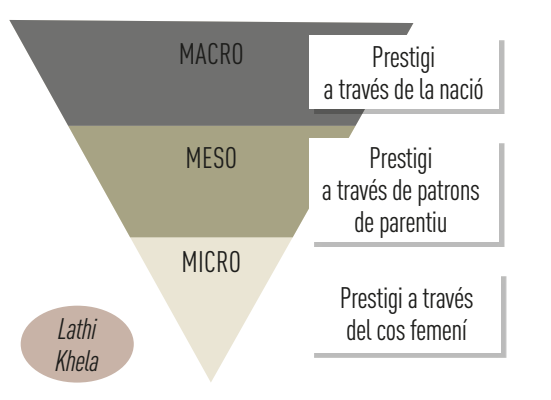 MACRO
Prestigi
a través de la nació
MESO
Prestigi
a través de patrons
de parentiu
MICRO
Prestigi a través
del cos femení
Lathi
Khela